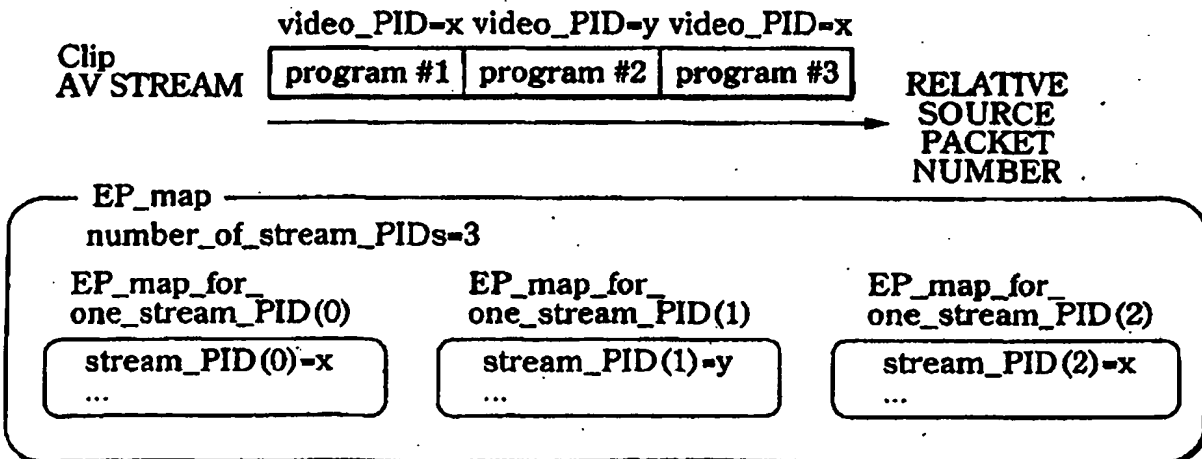 video_PID=x video_PID=y video_PID=x
Clip
AV STREAM
program #1 program #2 program #3
RELATIVE
SOURCE
PACKET
NUMBER
EP_map
number_of_stream_PIDs=3
EP_map_for_
one_stream_PID(0)
EP_map_for_
one_stream_PID(1)
EP_map_for_
one_stream_PID(2)
stream_PID(0)=x
...
stream_PID(1)=y
...
stream_PID(2)=x
...